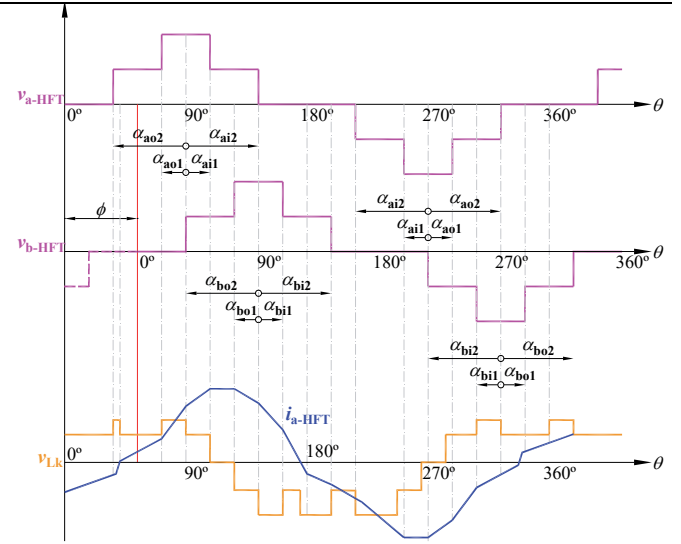 va-HFT
0º 90º 180º 270º 360º θ
αao2 αai2
αao1 αai1
αai2 αao2
αai1 αao1
ϕ
vb-HFT
0º 90º 180º 270º 360º
αbo2 αbi2
αbo1 αbi1
αbi2 αbo2
αbi1 αbo1
ia-HFT
vLk
0º 90º 180º 270º 360º θ